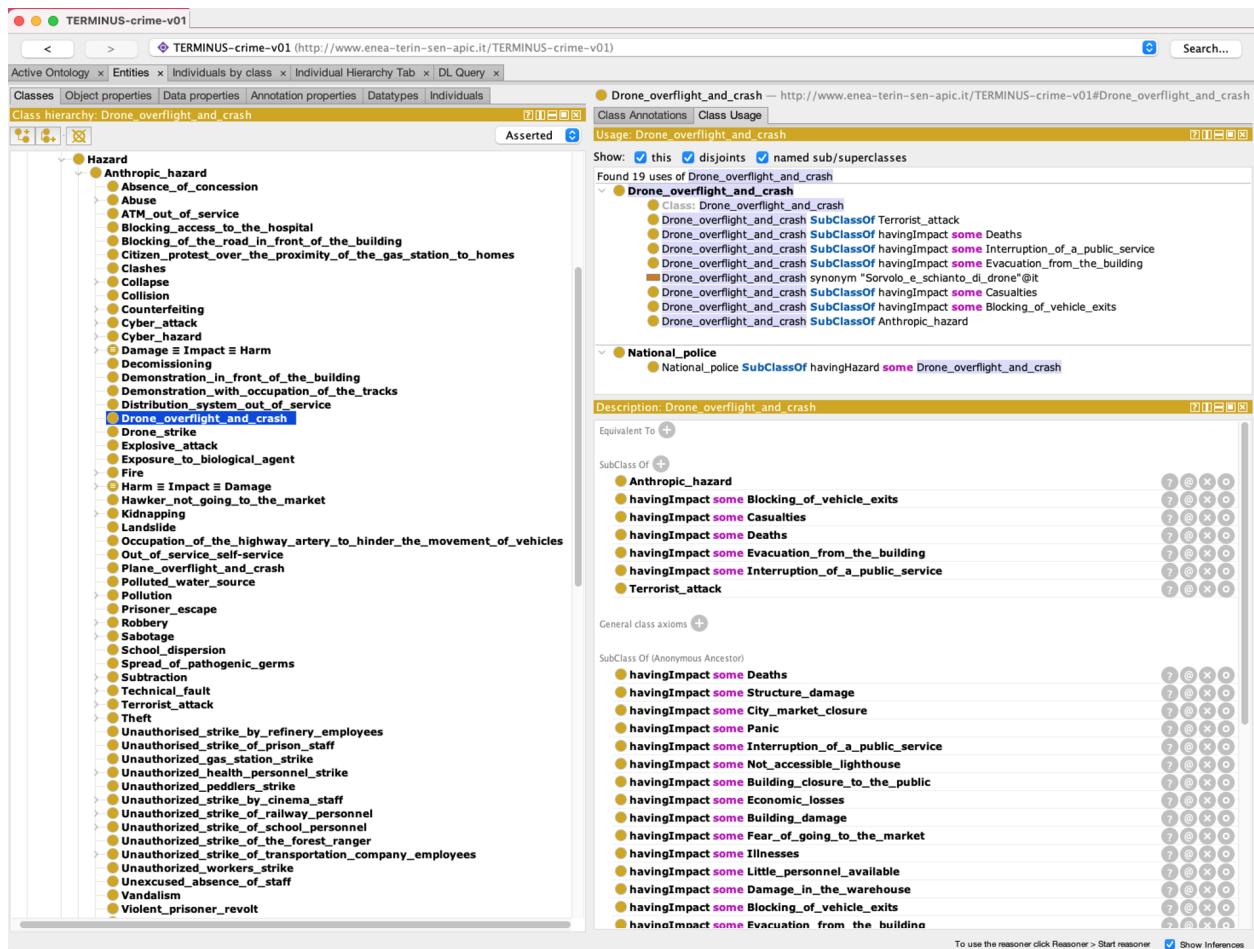 TERMINUS-crime-v01
< > TERMINUS-crime-v01 (http://www.enea-terin-sen-apic.it/TERMINUS-crime-v01) Search...
Active Ontology × Entities × Individuals by class × Individual Hierarchy Tab × DL Query ×
Classes Object properties Data properties Annotation properties Datatypes Individuals
Class hierarchy: Drone_overflight_and_crash
Asserted
Hazard
Anthropic_hazard
Absence_of_concession
Abuse
ATM_out_of_service
Blocking_access_to_the_hospital
Blocking_of_the_road_in_front_of_the_building
Citizen_protest_over_the_proximity_of_the_gas_station_to_homes
Clashes
Collapse
Collision
Counterfeiting
Cyber_attack
Cyber_hazard
Damage ≡ Impact ≡ Harm
Decomissioning
Demonstration_in_front_of_the_building
Demonstration_with_occupation_of_the_tracks
Distribution_system_out_of_service
Drone_overflight_and_crash
Drone_strike
Explosive_attack
Exposure_to_biological_agent
Fire
Harm ≡ Impact ≡ Damage
Hawker_not_going_to_the_market
Kidnapping
Landslide
Occupation_of_the_highway_artery_to_hinder_the_movement_of_vehicles
Out_of_service_self-service
Plane_overflight_and_crash
Polluted_water_source
Pollution
Prisoner_escape
Robbery
Sabotage
School_dispersion
Spread_of_pathogenic_germs
Subtraction
Technical_fault
Terrorist_attack
Theft
Unauthorised_strike_by_refinery_employees
Unauthorised_strike_of_prison_staff
Unauthorized_gas_station_strike
Unauthorized_health_personnel_strike
Unauthorized_peddlers_strike
Unauthorized_strike_by_cinema_staff
Unauthorized_strike_of_railway_personnel
Unauthorized_strike_of_school_personnel
Unauthorized_strike_of_the_forest_ranger
Unauthorized_strike_of_transportation_company_employees
Unauthorized_workers_strike
Unexcused_absence_of_staff
Vandalism
Violent_prisoner_revolt
Drone_overflight_and_crash — http://www.enea-terin-sen-apic.it/TERMINUS-crime-v01#Drone_overflight_and_crash
Class Annotations Class Usage
Usage: Drone_overflight_and_crash
Show: this disjoints named sub/superclasses
Found 19 uses of Drone_overflight_and_crash
Drone_overflight_and_crash
Class: Drone_overflight_and_crash
Drone_overflight_and_crash SubClassOf Terrorist_attack
Drone_overflight_and_crash SubClassOf havingImpact some Deaths
Drone_overflight_and_crash SubClassOf havingImpact some Interruption_of_a_public_service
Drone_overflight_and_crash SubClassOf havingImpact some Evacuation_from_the_building
Drone_overflight_and_crash synonym "Sorvolo_e_schianto_di_drone"@it
Drone_overflight_and_crash SubClassOf havingImpact some Casualties
Drone_overflight_and_crash SubClassOf havingImpact some Blocking_of_vehicle_exits
Drone_overflight_and_crash SubClassOf Anthropic_hazard
National_police
National_police SubClassOf havingHazard some Drone_overflight_and_crash
Description: Drone_overflight_and_crash
Equivalent To
SubClass Of
Anthropic_hazard
havingImpact some Blocking_of_vehicle_exits
havingImpact some Casualties
havingImpact some Deaths
havingImpact some Evacuation_from_the_building
havingImpact some Interruption_of_a_public_service
Terrorist_attack
General class axioms
SubClass Of (Anonymous Ancestor)
havingImpact some Deaths
havingImpact some Structure_damage
havingImpact some City_market_closure
havingImpact some Panic
havingImpact some Interruption_of_a_public_service
havingImpact some Not_accessible_lighthouse
havingImpact some Building_closure_to_the_public
havingImpact some Economic_losses
havingImpact some Building_damage
havingImpact some Fear_of_going_to_the_market
havingImpact some Illnesses
havingImpact some Little_personnel_available
havingImpact some Damage_in_the_warehouse
havingImpact some Blocking_of_vehicle_exits
havingImpact some Evacuation_from_the_building
To use the reasoner click Reasoner > Start reasoner Show Inferences